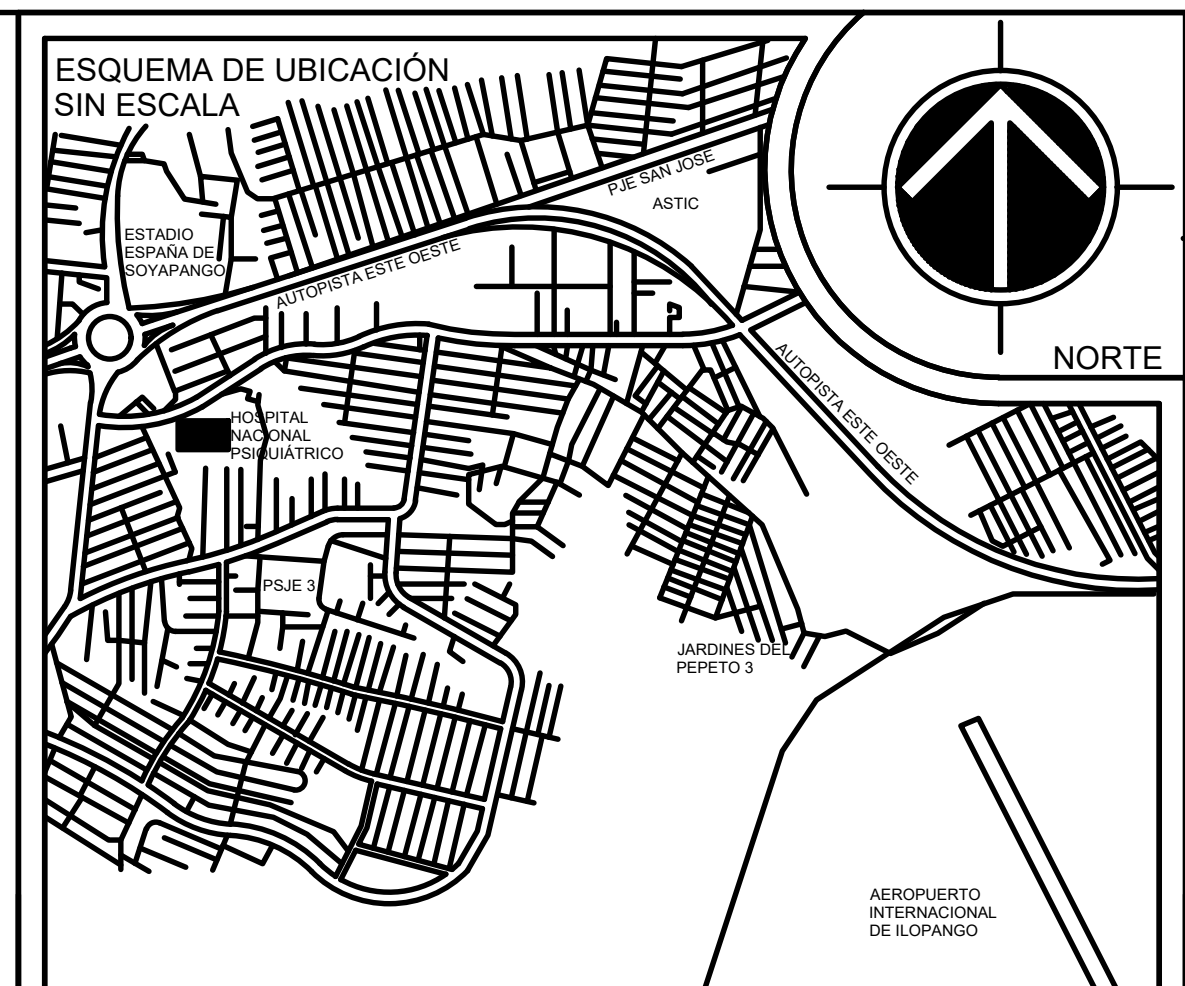 ESQUEMA DE UBICACIÓN
SIN ESCALA
PJE SAN JOSE
ASTIC
ESTADIO
ESPAÑA DE
SOYAPANGO
AUTOPISTA ESTE OESTE
NORTE
AUTOPISTA ESTE OESTE
HOSPITAL
NACIONAL
PSIQUIÁTRICO
PSJE 3
JARDINES DEL
PEPETO 3
AEROPUERTO
INTERNACIONAL
DE ILOPANGO